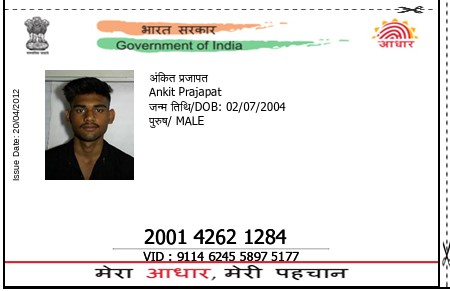 भारत सरकार
Government of India
आधार
Issue Date: 20/04/2012
अंकित प्रजापत
Ankit Prajapat
जन्म तिथि/DOB: 02/07/2004
पुरुष/ MALE
2001 4262 1284
VID : 9114 6245 5897 5177
मेरा आधार, मेरी पहचान